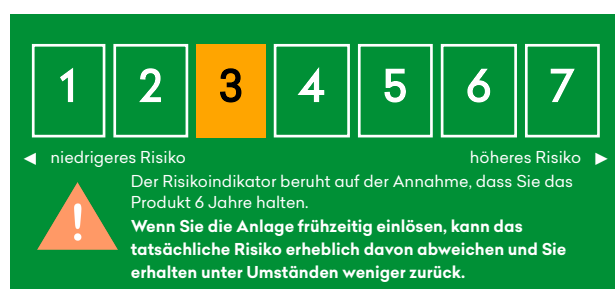 1 2 3 4 5 6 7
◄ niedrigeres Risiko höheres Risiko ►
Der Risikoindikator beruht auf der Annahme, dass Sie das
Produkt 6 Jahre halten.
Wenn Sie die Anlage frühzeitig einlösen, kann das
tatsächliche Risiko erheblich davon abweichen und Sie
erhalten unter Umständen weniger zurück.
!